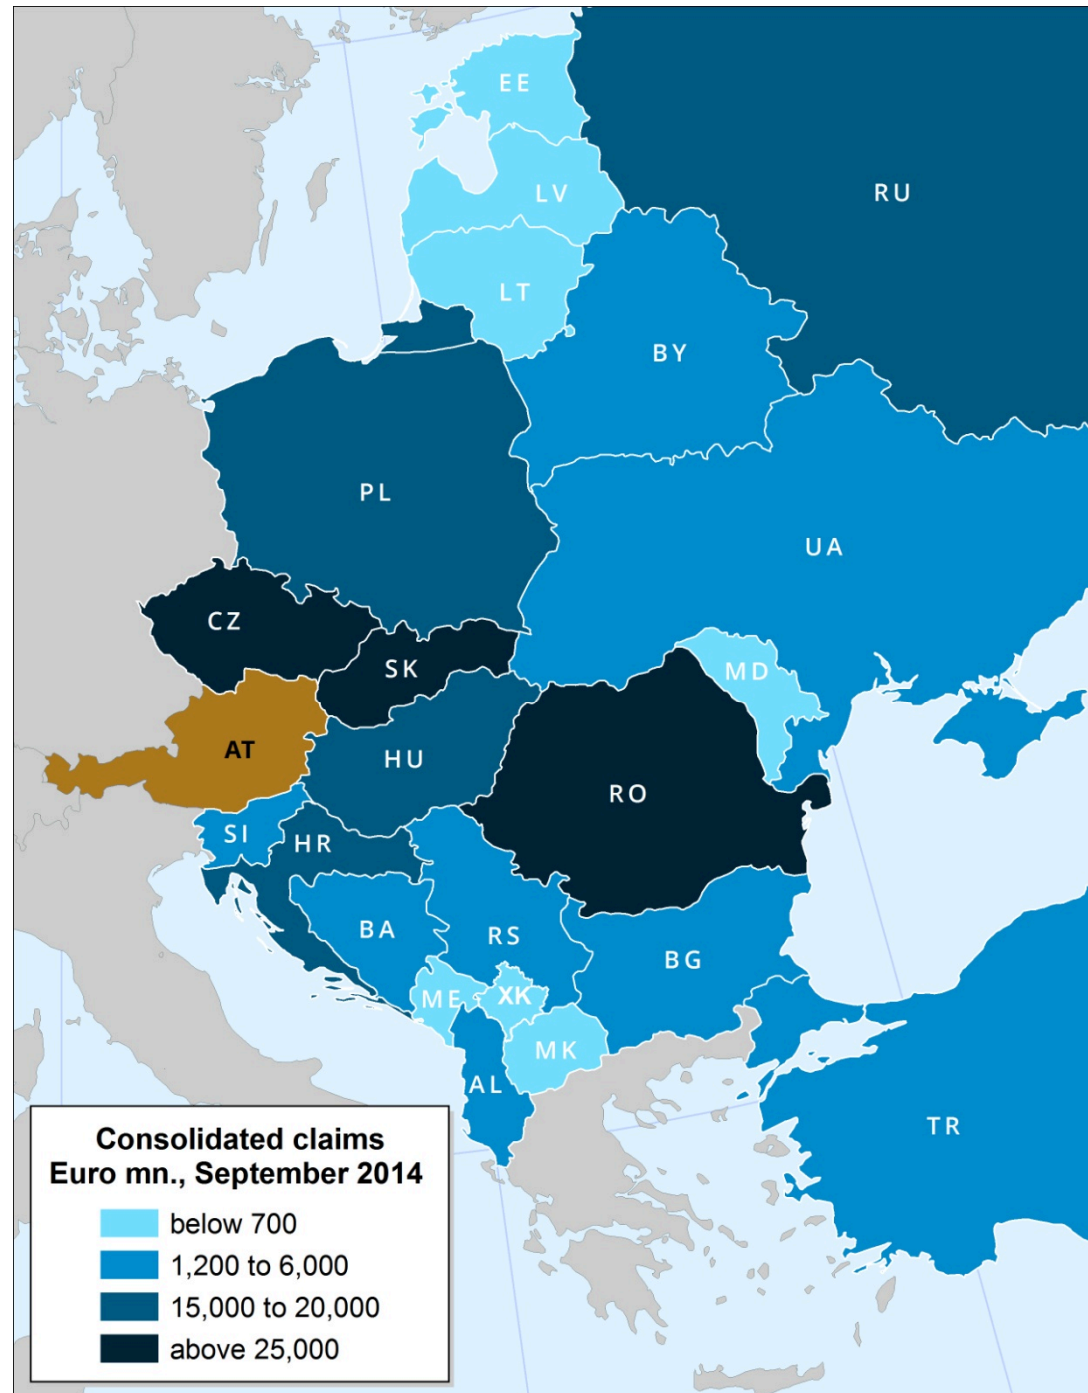 EE
LV
RU
LT
BY
PL
UA
CZ
SK
MD
AT
HU
RO
SI
HR
BA
RS
BG
ME
XK
MK
AL
TR
Consolidated claims
Euro mn., September 2014
below 700
1,200 to 6,000
15,000 to 20,000
above 25,000